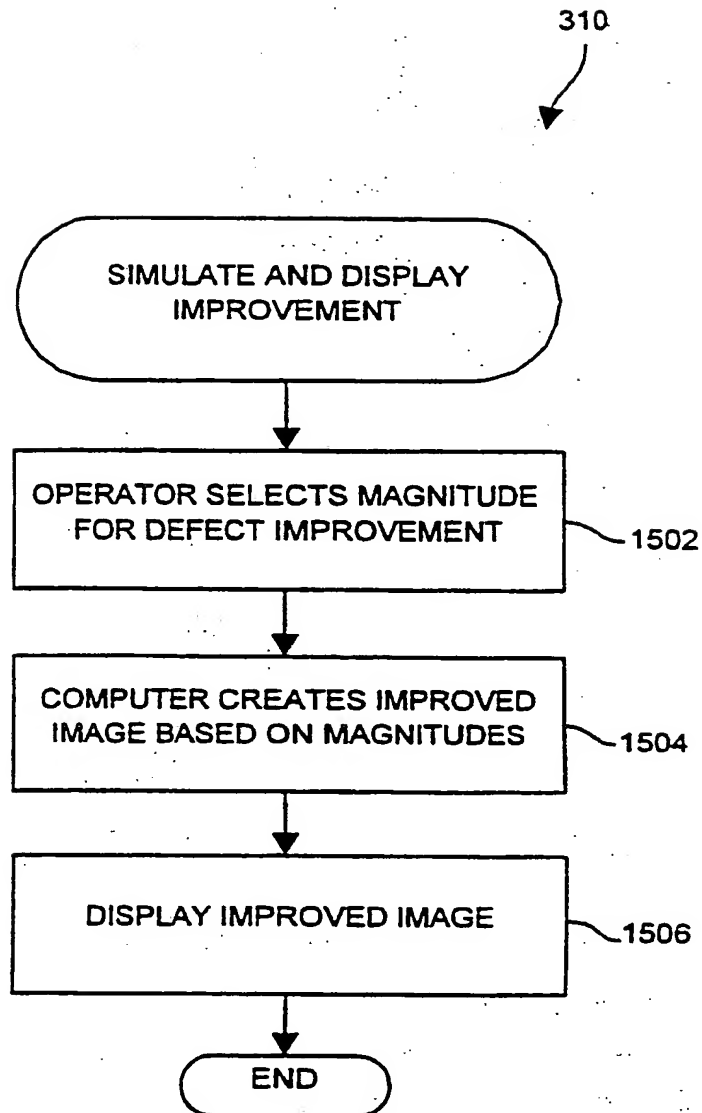 310
SIMULATE AND DISPLAY
IMPROVEMENT
OPERATOR SELECTS MAGNITUDE
FOR DEFECT IMPROVEMENT
1502
COMPUTER CREATES IMPROVED
IMAGE BASED ON MAGNITUDES
1504
DISPLAY IMPROVED IMAGE
1506
END